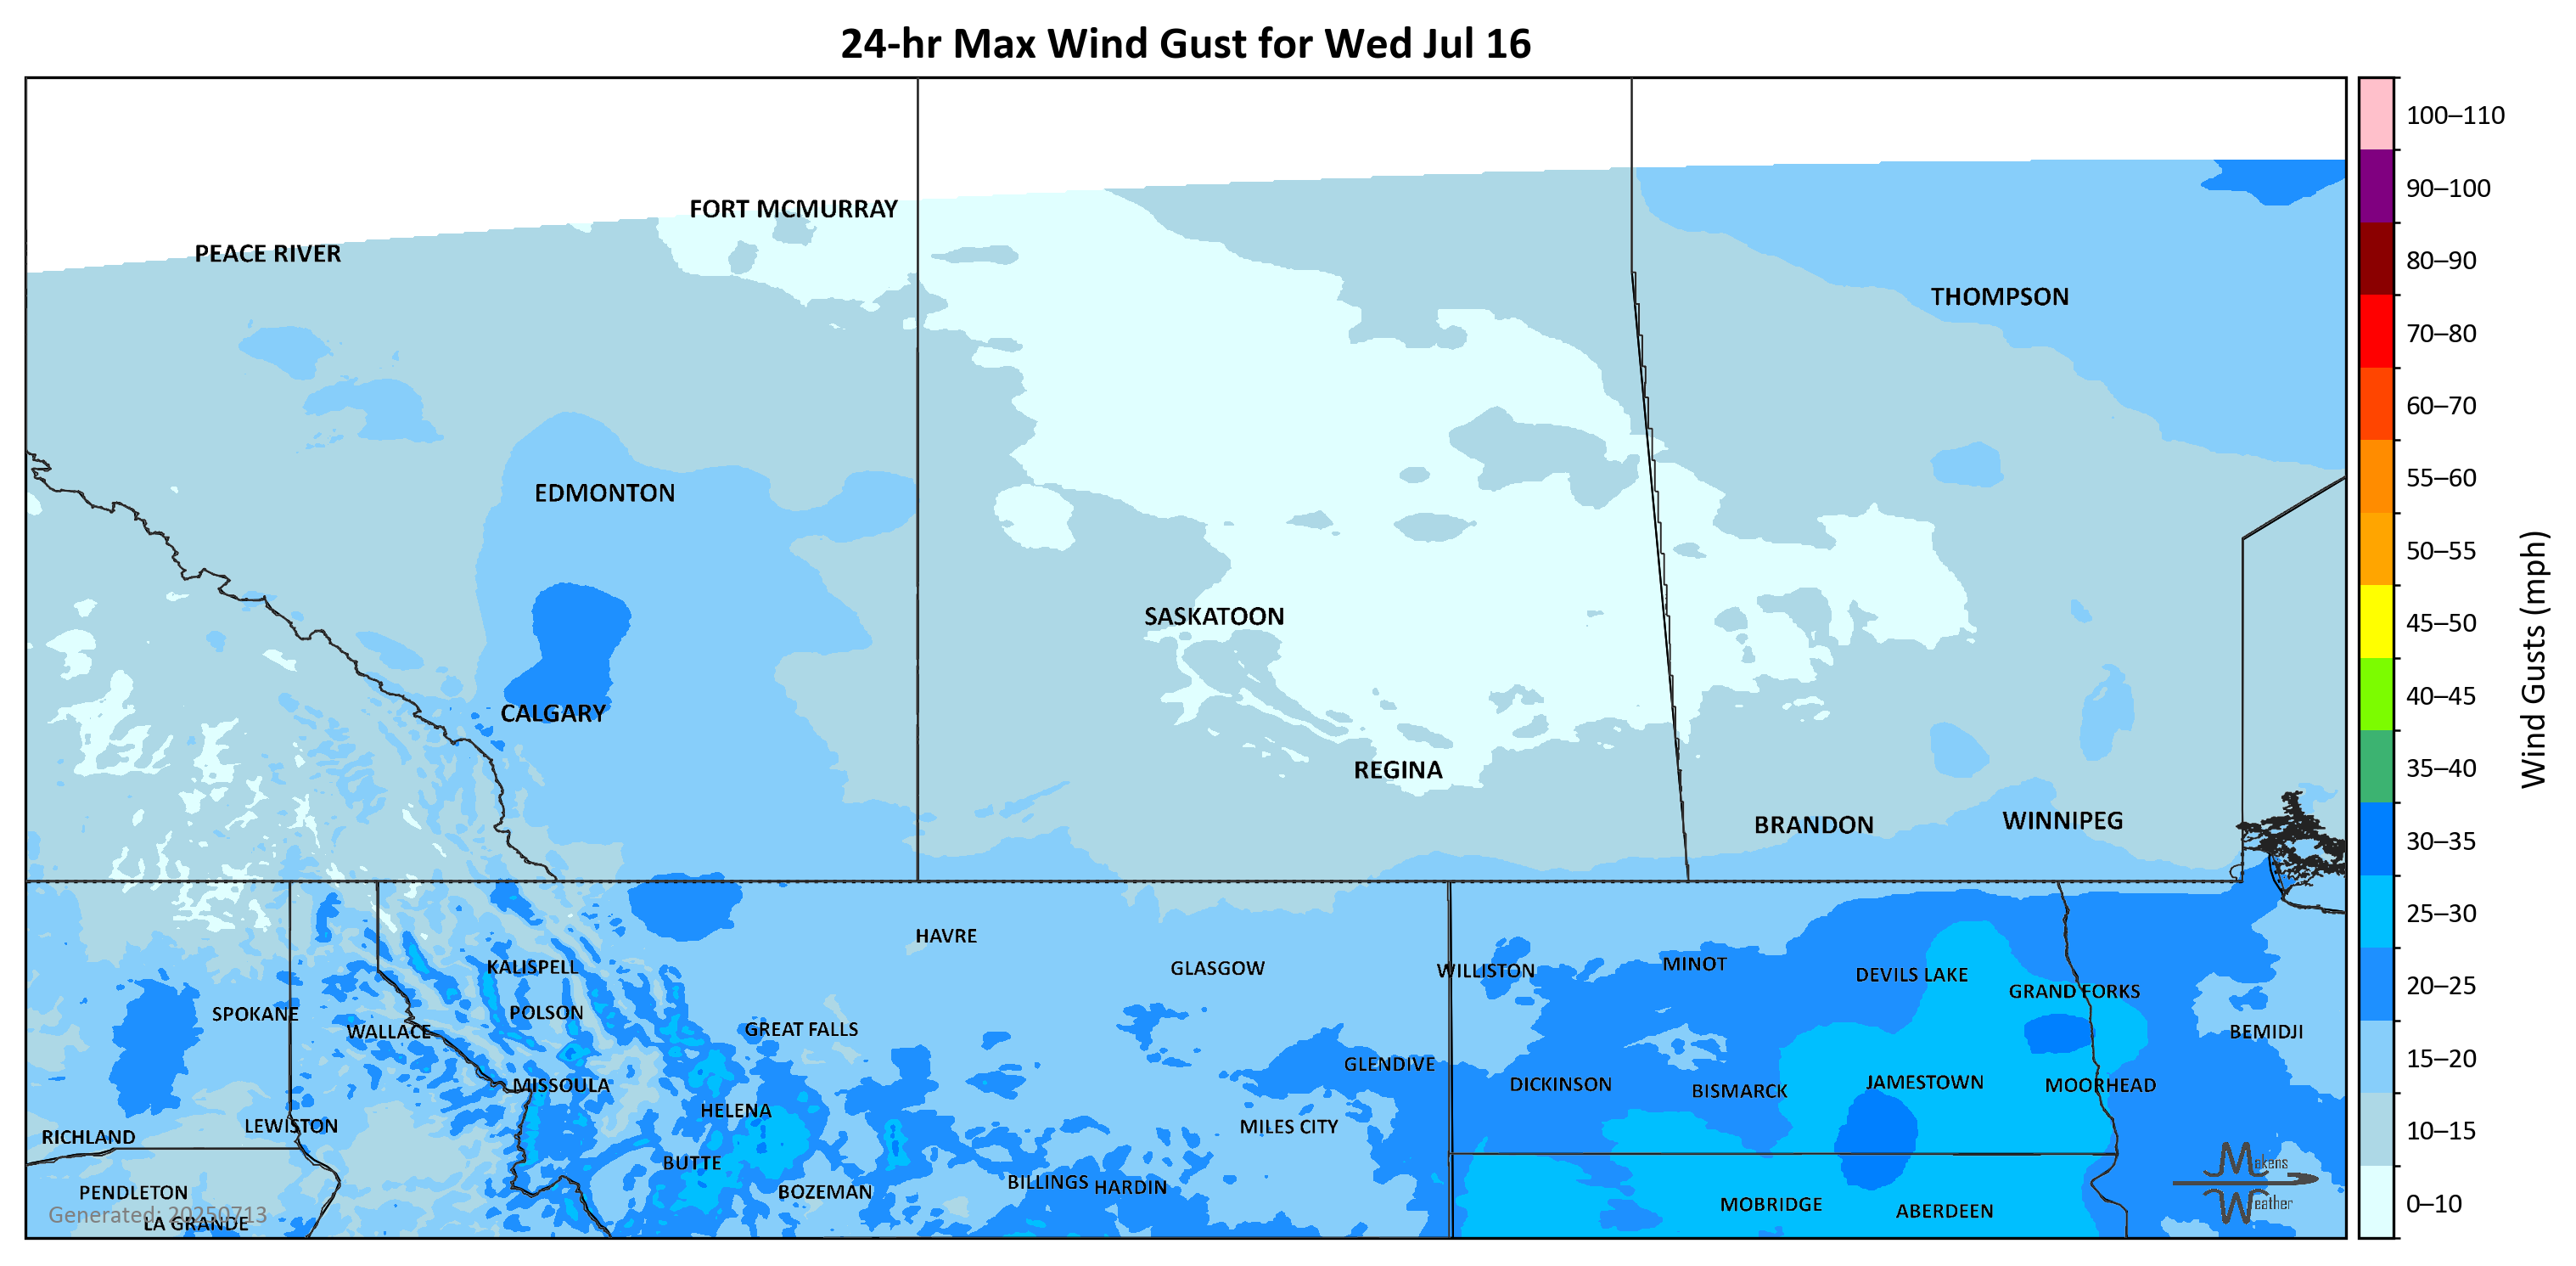 24-hr Max Wind Gust for Wed Jul 16
100–110
FORT MCMURRAY
90–100
PEACE RIVER
80–90
THOMPSON
70–80
60–70
EDMONTON
55–60
50–55
SASKATOON
45–50
CALGARY
40–45
REGINA
35–40
Wind Gusts (mph)
BRANDON
WINNIPEG
30–35
25–30
HAVRE
KALISPELL
GLASGOW
WILLISTON
MINOT
DEVILS LAKE
GRAND FORKS
20–25
SPOKANE
POLSON
WALLACE
GREAT FALLS
BEMIDJI
15–20
GLENDIVE
MISSOULA
DICKINSON
BISMARCK
JAMESTOWN
MOORHEAD
HELENA
LEWISTON
MILES CITY
RICHLAND
10–15
BUTTE
Makens
Weather
PENDLETON
BOZEMAN
BILLINGS
HARDIN
MOBRIDGE
ABERDEEN
0–10
Generated: 20250713
LA GRANDE